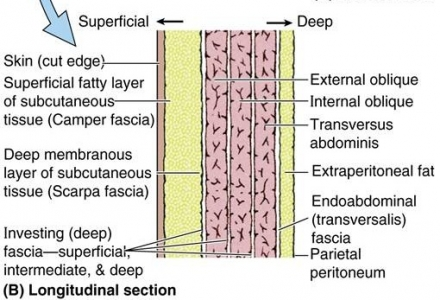 Superficial
Deep
Skin (cut edge)
Superficial fatty layer
of subcutaneous
tissue (Camper fascia)
Deep membranous
layer of subcutaneous
tissue (Scarpa fascia)
Investing (deep)
fascia—superficial,
intermediate, & deep
External oblique
Internal oblique
Transversus
abdominis
Extraperitoneal fat
Endoabdominal
(transversalis)
fascia
Parietal
peritoneum
(B) Longitudinal section